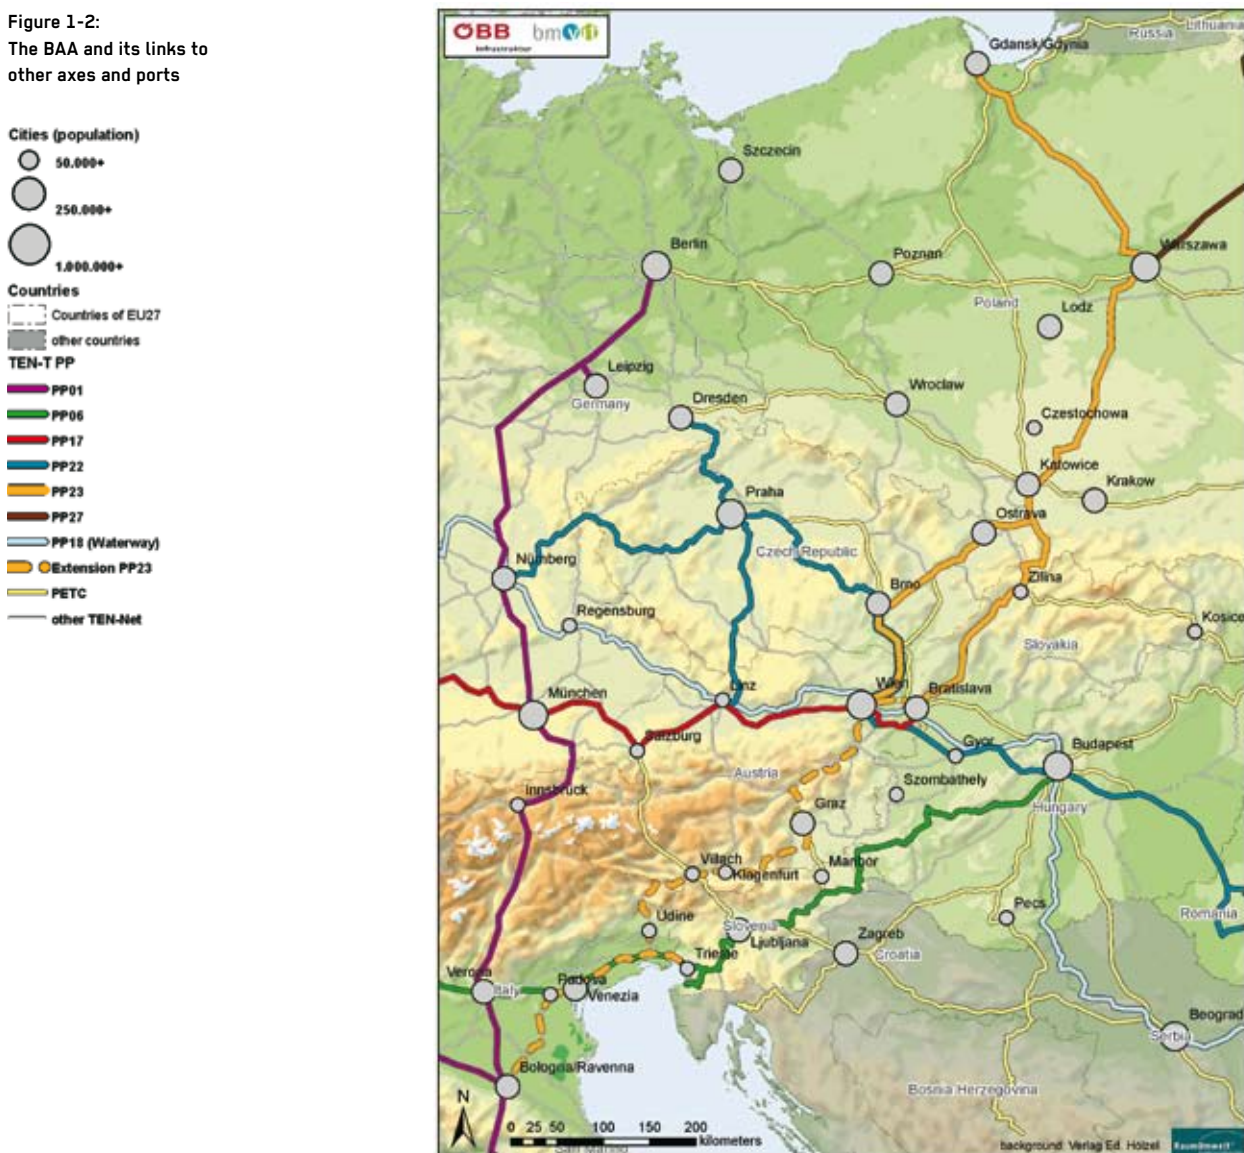 Figure 1-2:
The BAA and its links to
other axes and ports
Cities (population)
50.000+
250.000+
1.000.000+
Countries
Countries of EU27
other countries
TEN-T PP
PP01
PP06
PP17
PP22
PP23
PP27
PP18 (Waterway)
Extension PP23
PETC
other TEN-Net
ÖBB
Infrastruktur
bmvit
Lithuania
Russia
Gdansk/Gdynia
Szczecin
Berlin
Poznan
Warszawa
Poland
Lodz
Leipzig
Germany
Dresden
Wroclaw
Czestochowa
Katowice
Krakow
Praha
Ostrava
Czech Republic
Nürnberg
Brno
Zilina
Regensburg
Kosice
Slovakia
München
Linz
Wien
Bratislava
Salzburg
Gyor
Budapest
Austria
Szombathely
Innsbruck
Graz
Hungary
Villach
Klagenfurt
Maribor
Udine
Slovenia
Ljubljana
Pecs
Romania
Zagreb
Croatia
Trieste
Verona
Italy
Padova
Venezia
Beograd
Serbia
Bologna/Ravenna
Bosnia Herzegovina
N
0 25 50 100 150 200
kilometers
San Marino
background: Verlag Ed. Hölzel
RaumUmwelt